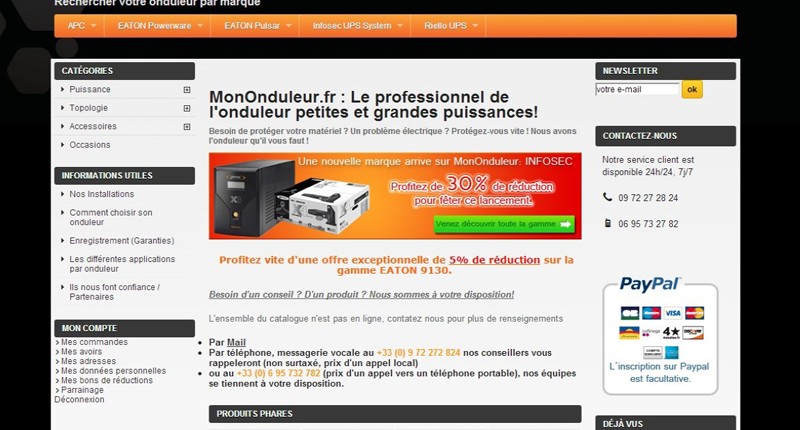 Rechercher votre onduleur par marque
APC
EATON Powerware
EATON Pulsar
Infosec UPS System
Riello UPS
CATÉGORIES
Puissance
Topologie
Accessoires
Occasions
INFORMATIONS UTILES
Nos Installations
Comment choisir son
onduleur
Enregistrement (Garanties)
Les différentes applications
par onduleur
Ils nous font confiance /
Partenaires
MON COMPTE
Mes commandes
Mes avoirs
Mes adresses
Mes données personnelles
Mes bons de réductions
Parrainage
Déconnexion
MonOnduleur.fr : Le professionnel de
l'onduleur petites et grandes puissances!
Besoin de protéger votre matériel ? Un problème électrique ? Protégez-vous vite ! Nous avons
l'onduleur qu'il vous faut !
Une nouvelle marque arrive sur MonOnduleur: INFOSEC
Profitez de 30% de réduction
pour fêter ce lancement.
Venez découvrir toute la gamme
Profitez vite d'une offre exceptionnelle de 5% de réduction sur la
gamme EATON 9130.
Besoin d'un conseil ? D'un produit ? Nous sommes à votre disposition!
L'ensemble du catalogue n'est pas en ligne, contatez nous pour plus de renseignements
Par Mail
Par téléphone, messagerie vocale au +33 (0) 9 72 272 824 nos conseillers vous
rappeleront (non surtaxé, prix d'un appel local)
ou au +33 (0) 6 95 732 782 (prix d'un appel vers un téléphone portable), nos équipes
se tiennent à votre disposition.
PRODUITS PHARES
NEWSLETTER
votre e-mail
ok
CONTACTEZ-NOUS
Notre service client est
disponible 24h/24, 7j/7
09 72 27 28 24
06 95 73 27 82
PayPal
VISA
L'inscription sur Paypal
est facultative.
DÉJÀ VUS